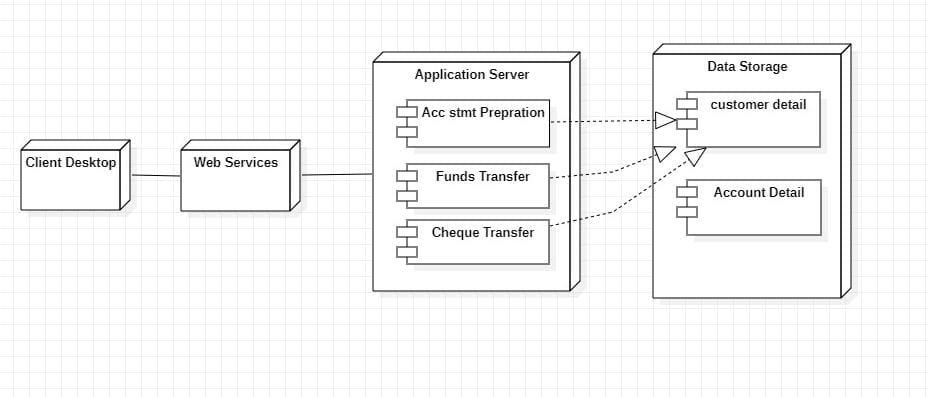 Client Desktop
Web Services
Application Server
Acc stmt Prepration
Funds Transfer
Cheque Transfer
Data Storage
customer detail
Account Detail